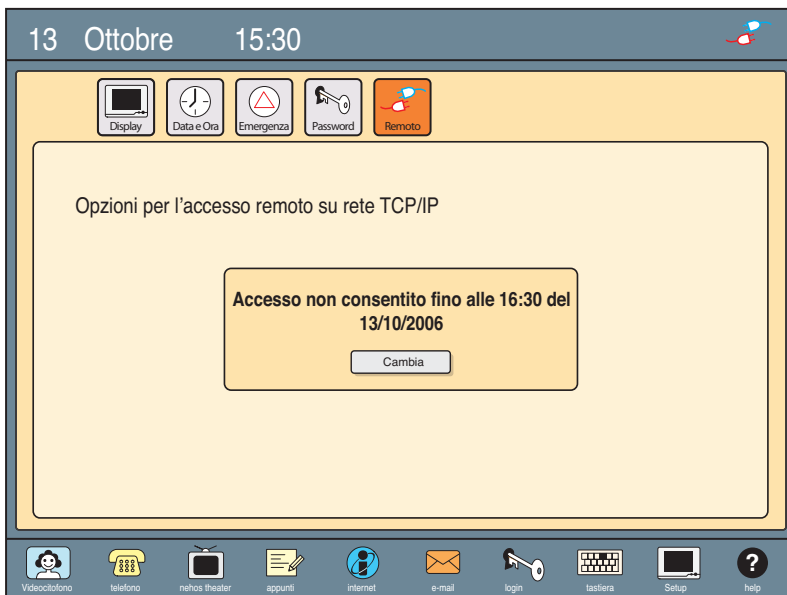 13 Ottobre 15:30
Display Data e Ora Emergenza Password Remoto
Opzioni per l'accesso remoto su rete TCP/IP
Accesso non consentito fino alle 16:30 del
13/10/2006
Cambia
Videocitofono telefono nehos theater appunti internet e-mail login tastiera Setup help